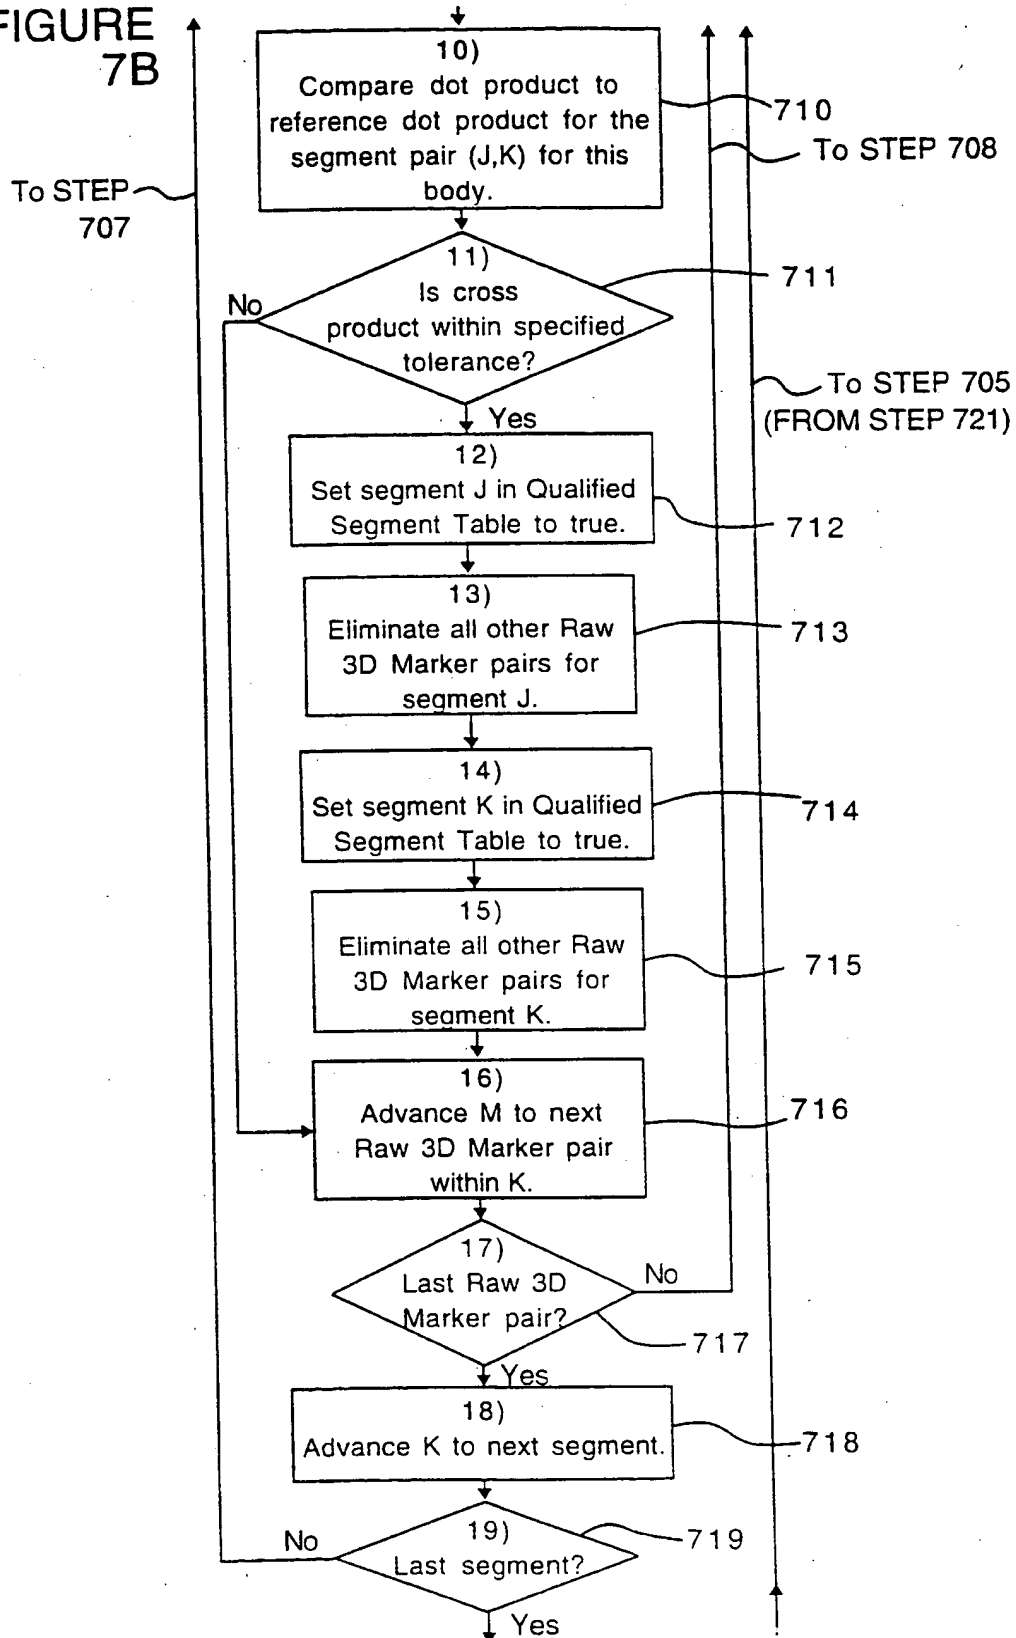 FIGURE
7B
10)
Compare dot product to
reference dot product for the
segment pair (J,K) for this
body.
710
To STEP 708
To STEP
707
11)
Is cross
product within specified
tolerance?
711
No
Yes
To STEP 705
(FROM STEP 721)
12)
Set segment J in Qualified
Segment Table to true.
712
13)
Eliminate all other Raw
3D Marker pairs for
segment J.
713
14)
Set segment K in Qualified
Segment Table to true.
714
15)
Eliminate all other Raw
3D Marker pairs for
segment K.
715
16)
Advance M to next
Raw 3D Marker pair
within K.
716
17)
Last Raw 3D
Marker pair?
No
717
Yes
18)
Advance K to next segment.
718
19)
Last segment?
719
No
Yes